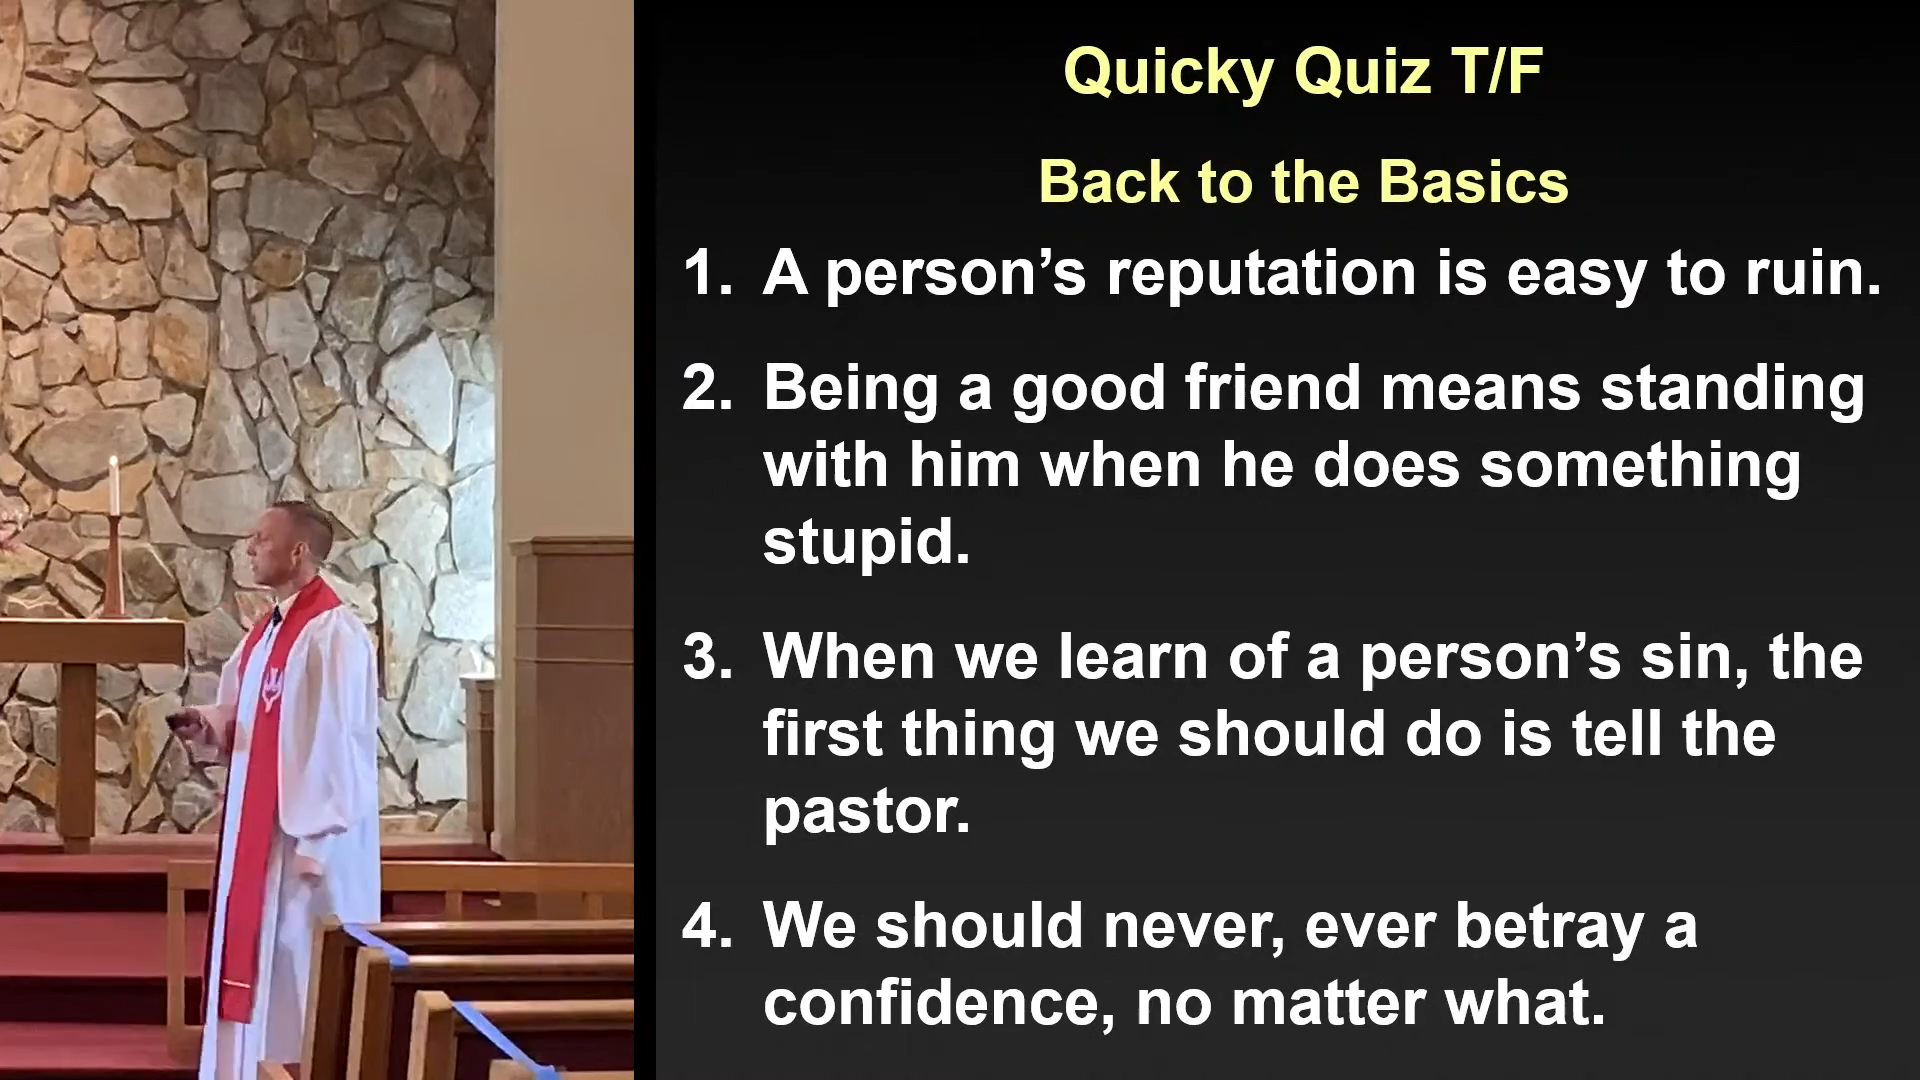 Quicky Quiz T/F
Back to the Basics
1. A person’s reputation is easy to ruin.
2. Being a good friend means standing
with him when he does something
stupid.
3. When we learn of a person’s sin, the
first thing we should do is tell the
pastor.
4. We should never, ever betray a
confidence, no matter what.